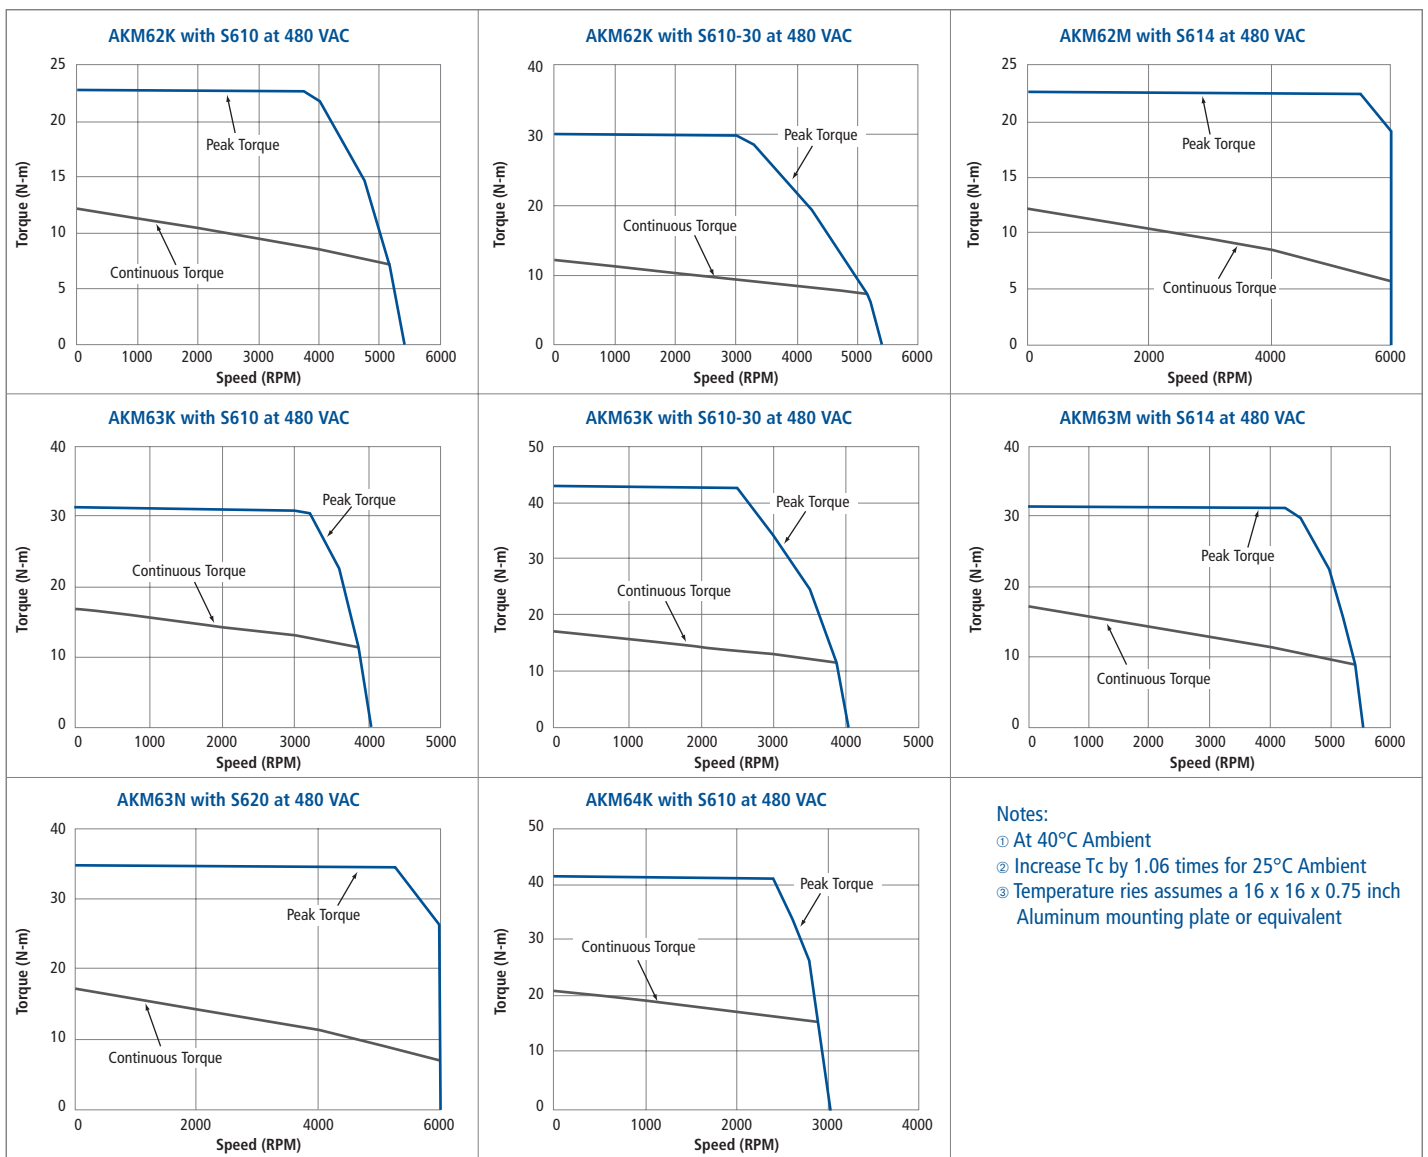 AKM62K with S610 at 480 VAC
25
20
15
10
5
0
Torque (N-m)
Peak Torque
Continuous Torque
0 1000 2000 3000 4000 5000 6000
Speed (RPM)
AKM62K with S610-30 at 480 VAC
40
30
20
10
0
Torque (N-m)
Peak Torque
Continuous Torque
0 1000 2000 3000 4000 5000 6000
Speed (RPM)
AKM62M with S614 at 480 VAC
25
20
15
10
5
0
Torque (N-m)
Peak Torque
Continuous Torque
0 2000 4000 6000
Speed (RPM)
AKM63K with S610 at 480 VAC
40
30
20
10
0
Torque (N-m)
Peak Torque
Continuous Torque
0 1000 2000 3000 4000 5000
Speed (RPM)
AKM63K with S610-30 at 480 VAC
50
40
30
20
10
0
Torque (N-m)
Peak Torque
Continuous Torque
0 1000 2000 3000 4000 5000
Speed (RPM)
AKM63M with S614 at 480 VAC
40
30
20
10
0
Torque (N-m)
Peak Torque
Continuous Torque
0 1000 2000 3000 4000 5000 6000
Speed (RPM)
AKM63N with S620 at 480 VAC
40
30
20
10
0
Torque (N-m)
Peak Torque
Continuous Torque
0 2000 4000 6000
Speed (RPM)
AKM64K with S610 at 480 VAC
50
40
30
20
10
0
Torque (N-m)
Peak Torque
Continuous Torque
0 1000 2000 3000 4000
Speed (RPM)
Notes:
① At 40°C Ambient
② Increase Tc by 1.06 times for 25°C Ambient
③ Temperature ries assumes a 16 x 16 x 0.75 inch
Aluminum mounting plate or equivalent